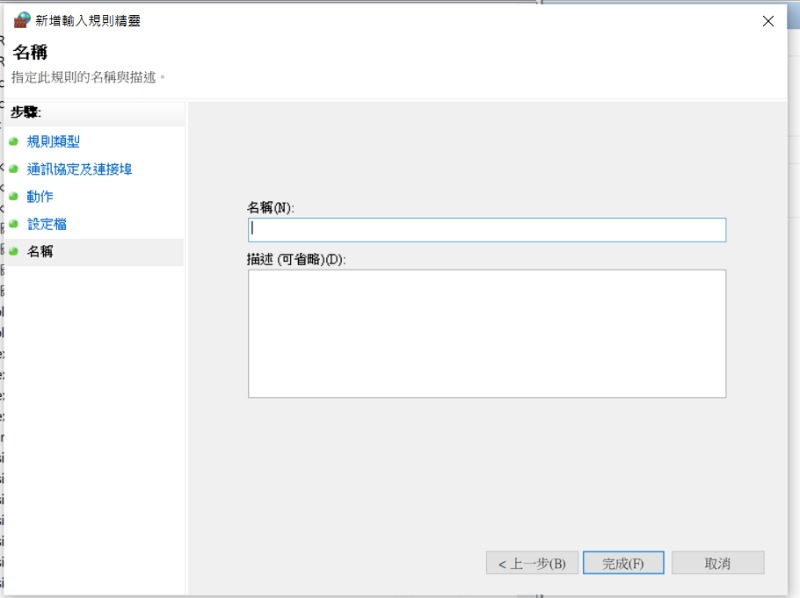 新增輸入規則精靈
名稱
指定此規則的名稱與描述。
步驟:
規則類型
通訊協定及連接埠
動作
設定檔
名稱
名稱(N):
描述 (可省略)(D):
< 上一步(B)
完成(F)
取消